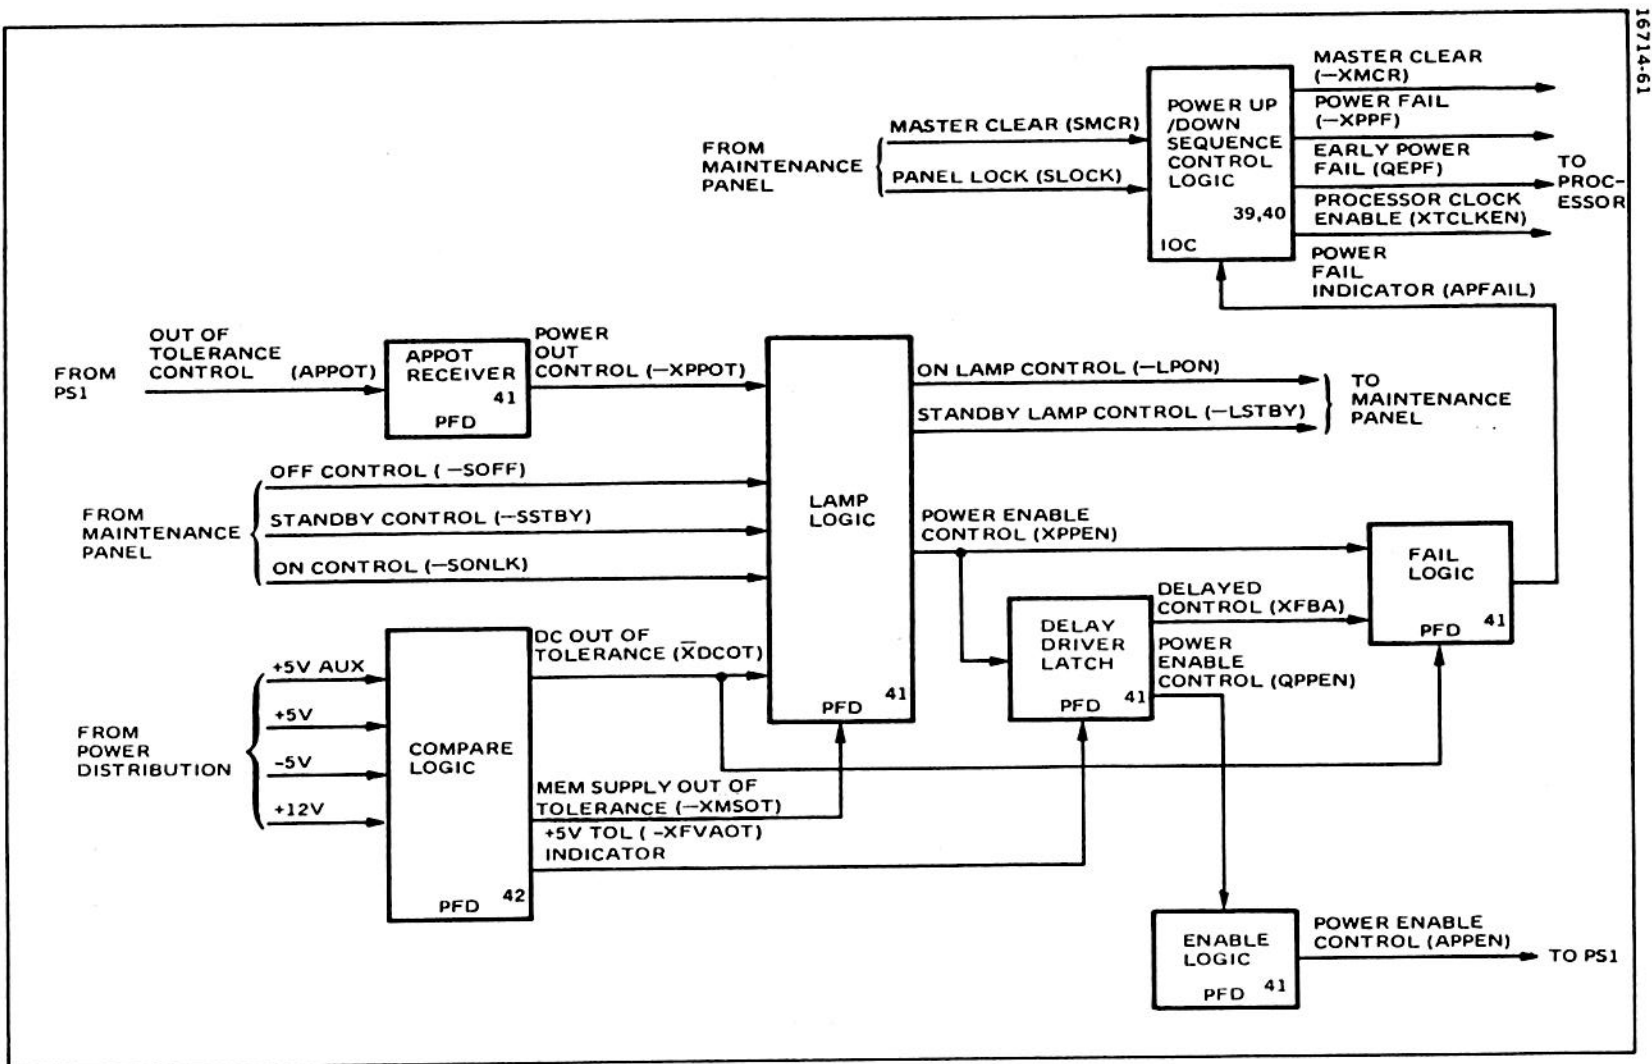 16714-61
MASTER CLEAR
(—XMCR)
POWER FAIL
(—XPPF)
EARLY POWER
FAIL (QEPF)
PROCESSOR CLOCK
ENABLE (XTCLKEN)
TO
PROC-
ESSOR
POWER UP
/DOWN
SEQUENCE
CONTROL
LOGIC
39,40
IOC
FROM
MAINTENANCE
PANEL
MASTER CLEAR (SMCR)
PANEL LOCK (SLOCK)
POWER
FAIL
INDICATOR (APFAIL)
FROM
PS1
OUT OF
TOLERANCE
CONTROL (APPOT)
APPOT
RECEIVER
41
PFD
POWER
OUT
CONTROL (—XPPOT)
ON LAMP CONTROL (—LPON)
STANDBY LAMP CONTROL (—LSTBY)
TO
MAINTENANCE
PANEL
FROM
MAINTENANCE
PANEL
OFF CONTROL ( —SOFF)
STANDBY CONTROL (—SSTBY)
ON CONTROL (—SONLK)
LAMP
LOGIC
41
PFD
POWER ENABLE
CONTROL (XPPEN)
FAIL
LOGIC
41
PFD
DELAY
DRIVER
LATCH
41
PFD
DELAYED
CONTROL (XFBA)
POWER
ENABLE
CONTROL (QPPEN)
FROM
POWER
DISTRIBUTION
+5V AUX
+5V
-5V
+12V
COMPARE
LOGIC
42
PFD
DC OUT OF
TOLERANCE (X̅DCOT)
MEM SUPPLY OUT OF
TOLERANCE (—XMSOT)
+5V TOL ( -XFVAOT)
INDICATOR
ENABLE
LOGIC
41
PFD
POWER ENABLE
CONTROL (APPEN)
TO PS1